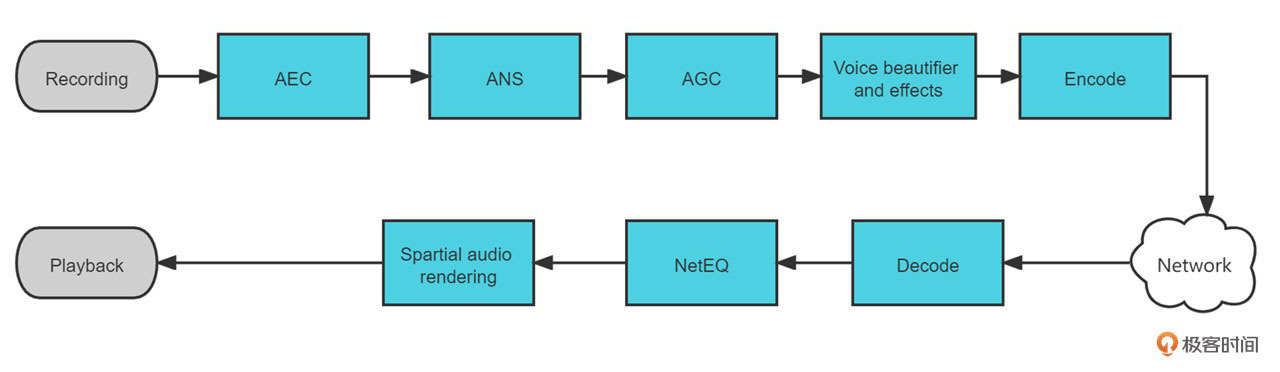 Recording
AEC
ANS
AGC
Voice beautifier
and effects
Encode
Playback
Spartial audio
rendering
NetEQ
Decode
Network
极客时间